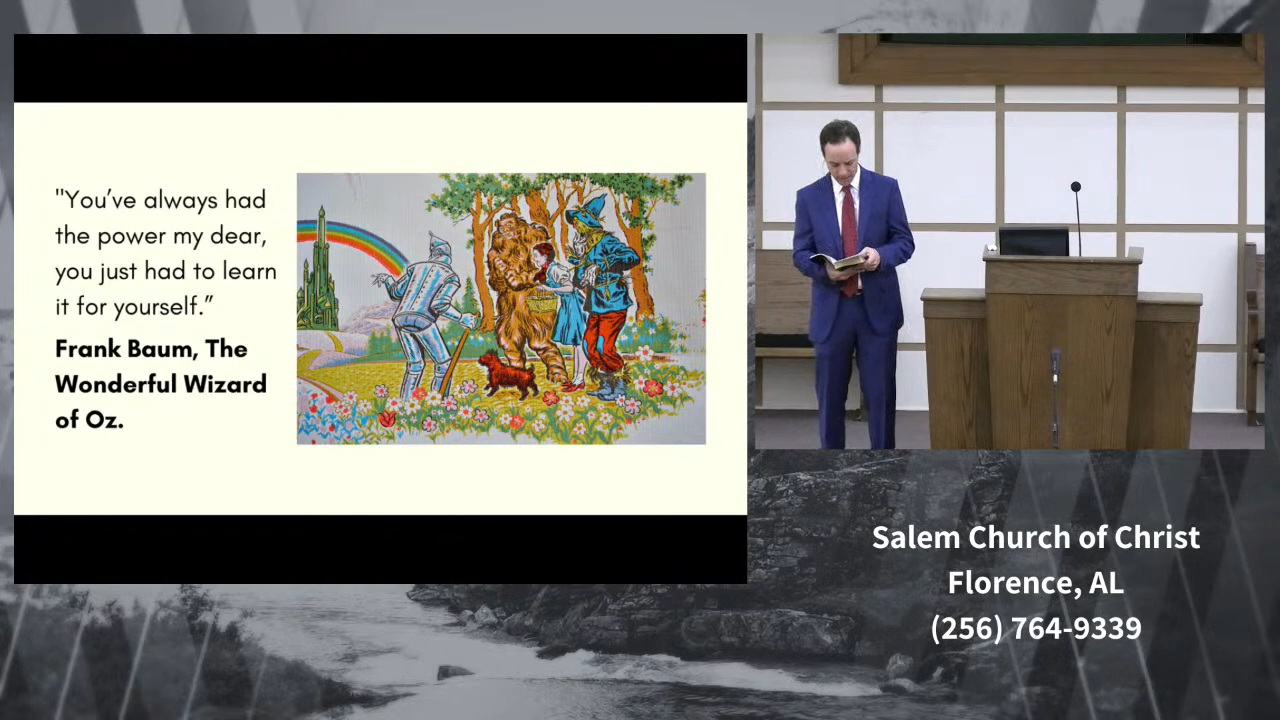 "You’ve always had
the power my dear,
you just had to learn
it for yourself.”
Frank Baum, The
Wonderful Wizard
of Oz.
Salem Church of Christ
Florence, AL
(256) 764-9339